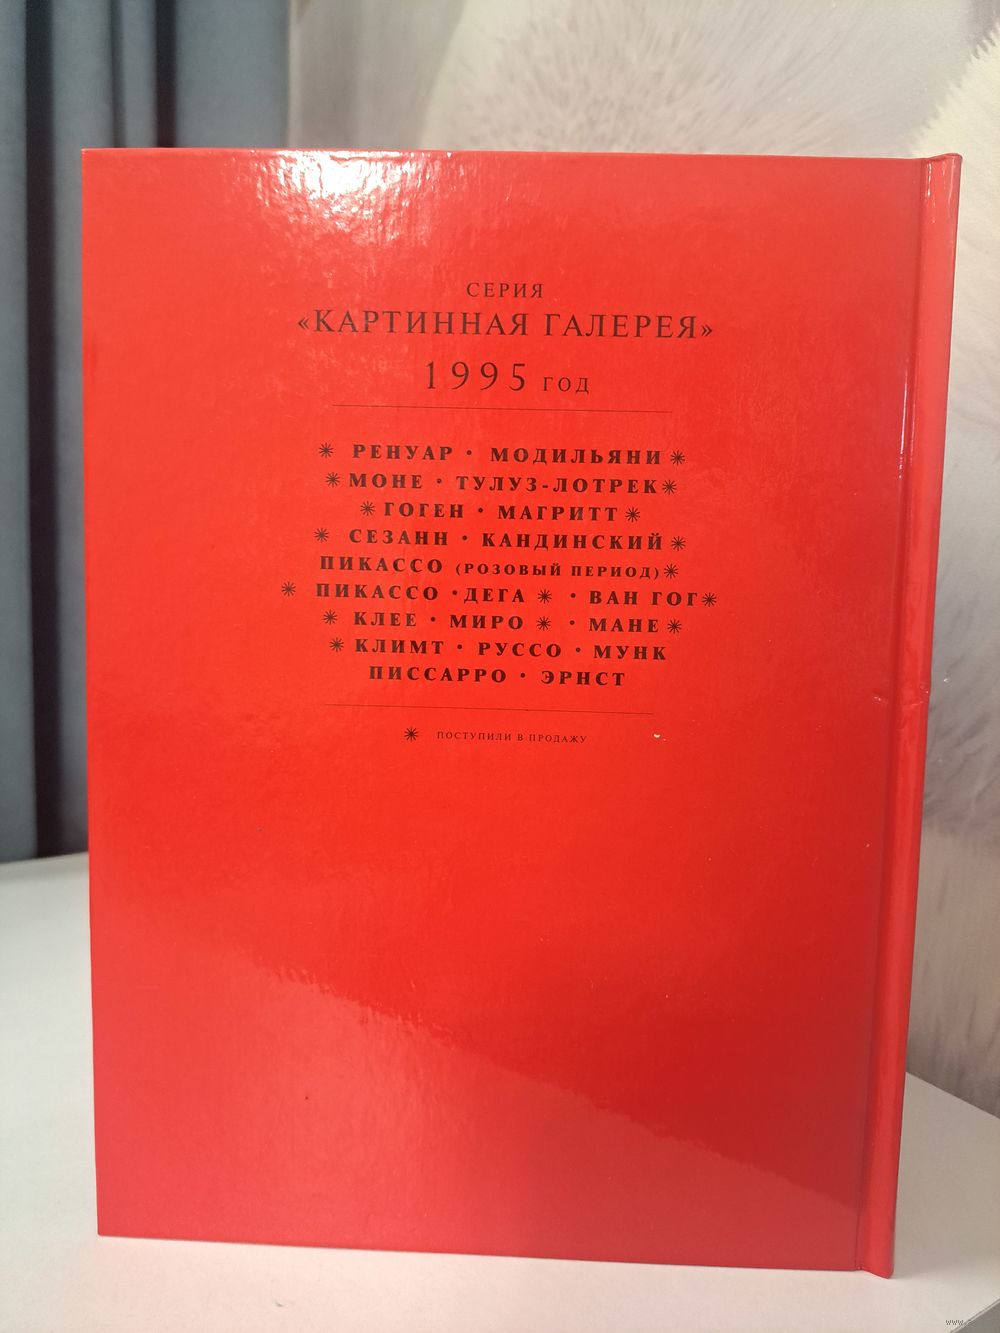 СЕРИЯ
«КАРТИННАЯ ГАЛЕРЕЯ»
1995 ГОД
✳ РЕНУАР • МОДИЛЬЯНИ ✳
✳ МОНЕ • ТУЛУЗ-ЛОТРЕК ✳
✳ ГОГЕН • МАГРИТТ ✳
✳ СЕЗАНН • КАНДИНСКИЙ ✳
ПИКАССО (РОЗОВЫЙ ПЕРИОД) ✳
✳ ПИКАССО • ДЕГА ✳ • ВАН ГОГ ✳
✳ КЛЕЕ • МИРО ✳ • МАНЕ ✳
✳ КЛИМТ • РУССО • МУНК
ПИССАРРО • ЭРНСТ
✳ ПОСТУПИЛИ В ПРОДАЖУ
www.